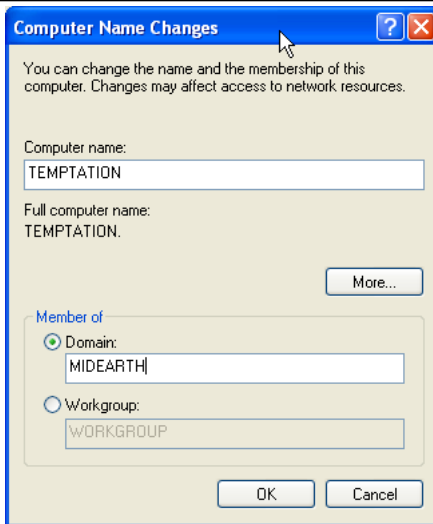 Computer Name Changes
You can change the name and the membership of this
computer. Changes may affect access to network resources.
Computer name:
TEMPTATION
Full computer name:
TEMPTATION.
More...
Member of
Domain:
MIDEARTH
Workgroup:
WORKGROUP
OK Cancel